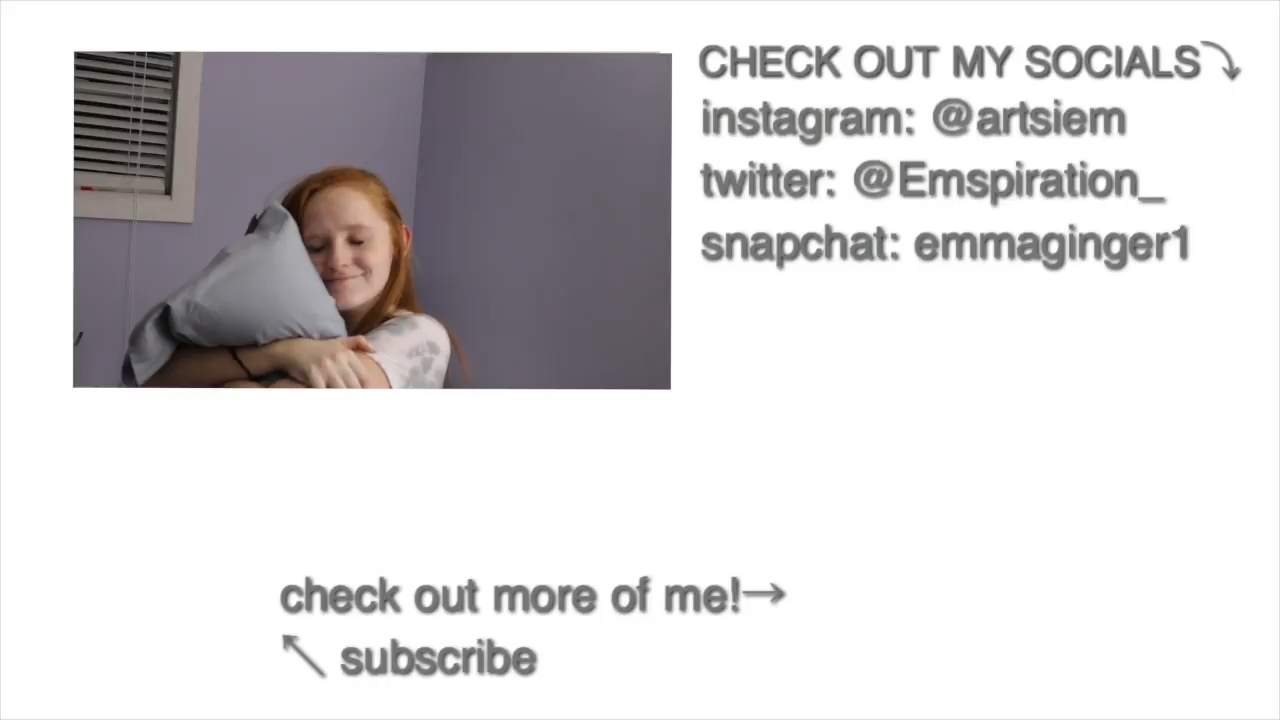 CHECK OUT MY SOCIALS⤵
instagram: @artsiem
twitter: @Emspiration_
snapchat: emmaginger1
check out more of me!→
↖ subscribe